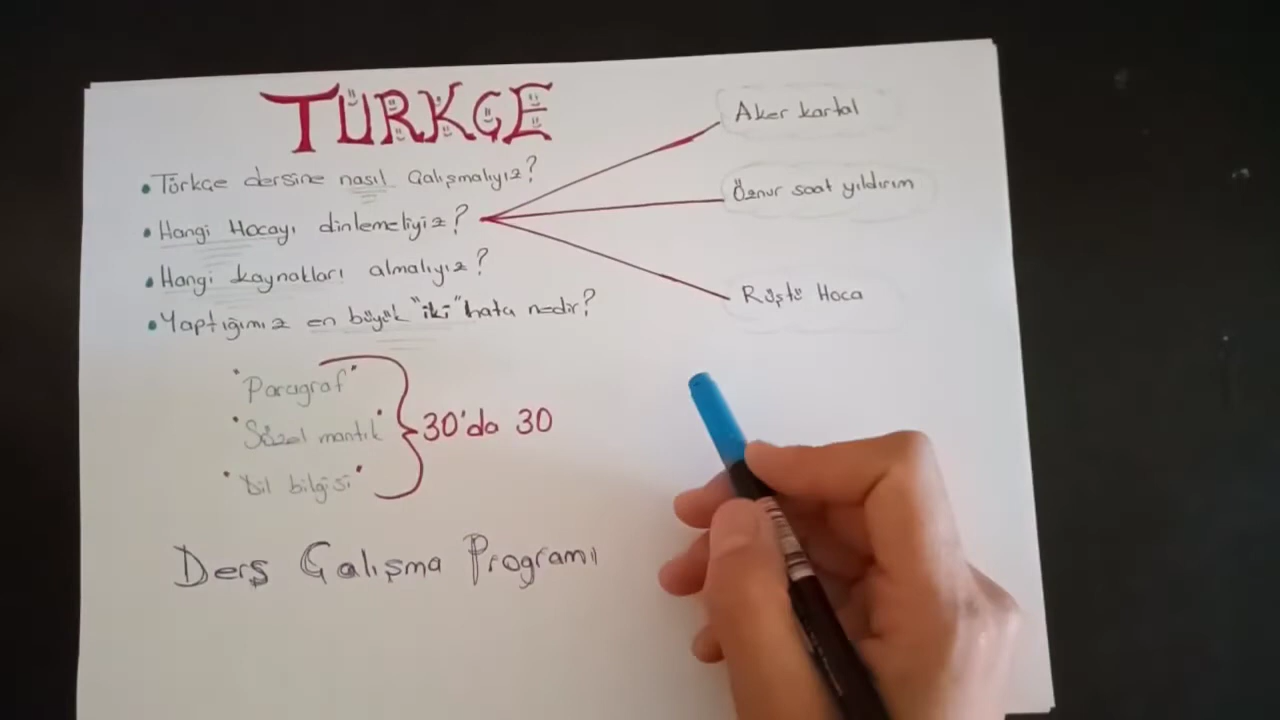 TÜRKÇE
• Türkçe dersine nasıl çalışmalıyız?
• Hangi Hocayı dinlemeliyiz?
• Hangi kaynakları almalıyız?
• Yaptığımız en büyük "iki" hata nedir?
Aker kartal
Öznur saat yıldırım
Rüştü Hoca
"Paragraf"
"Sözel mantık"
"Dil bilgisi"
30'da 30
Ders Çalışma Programı